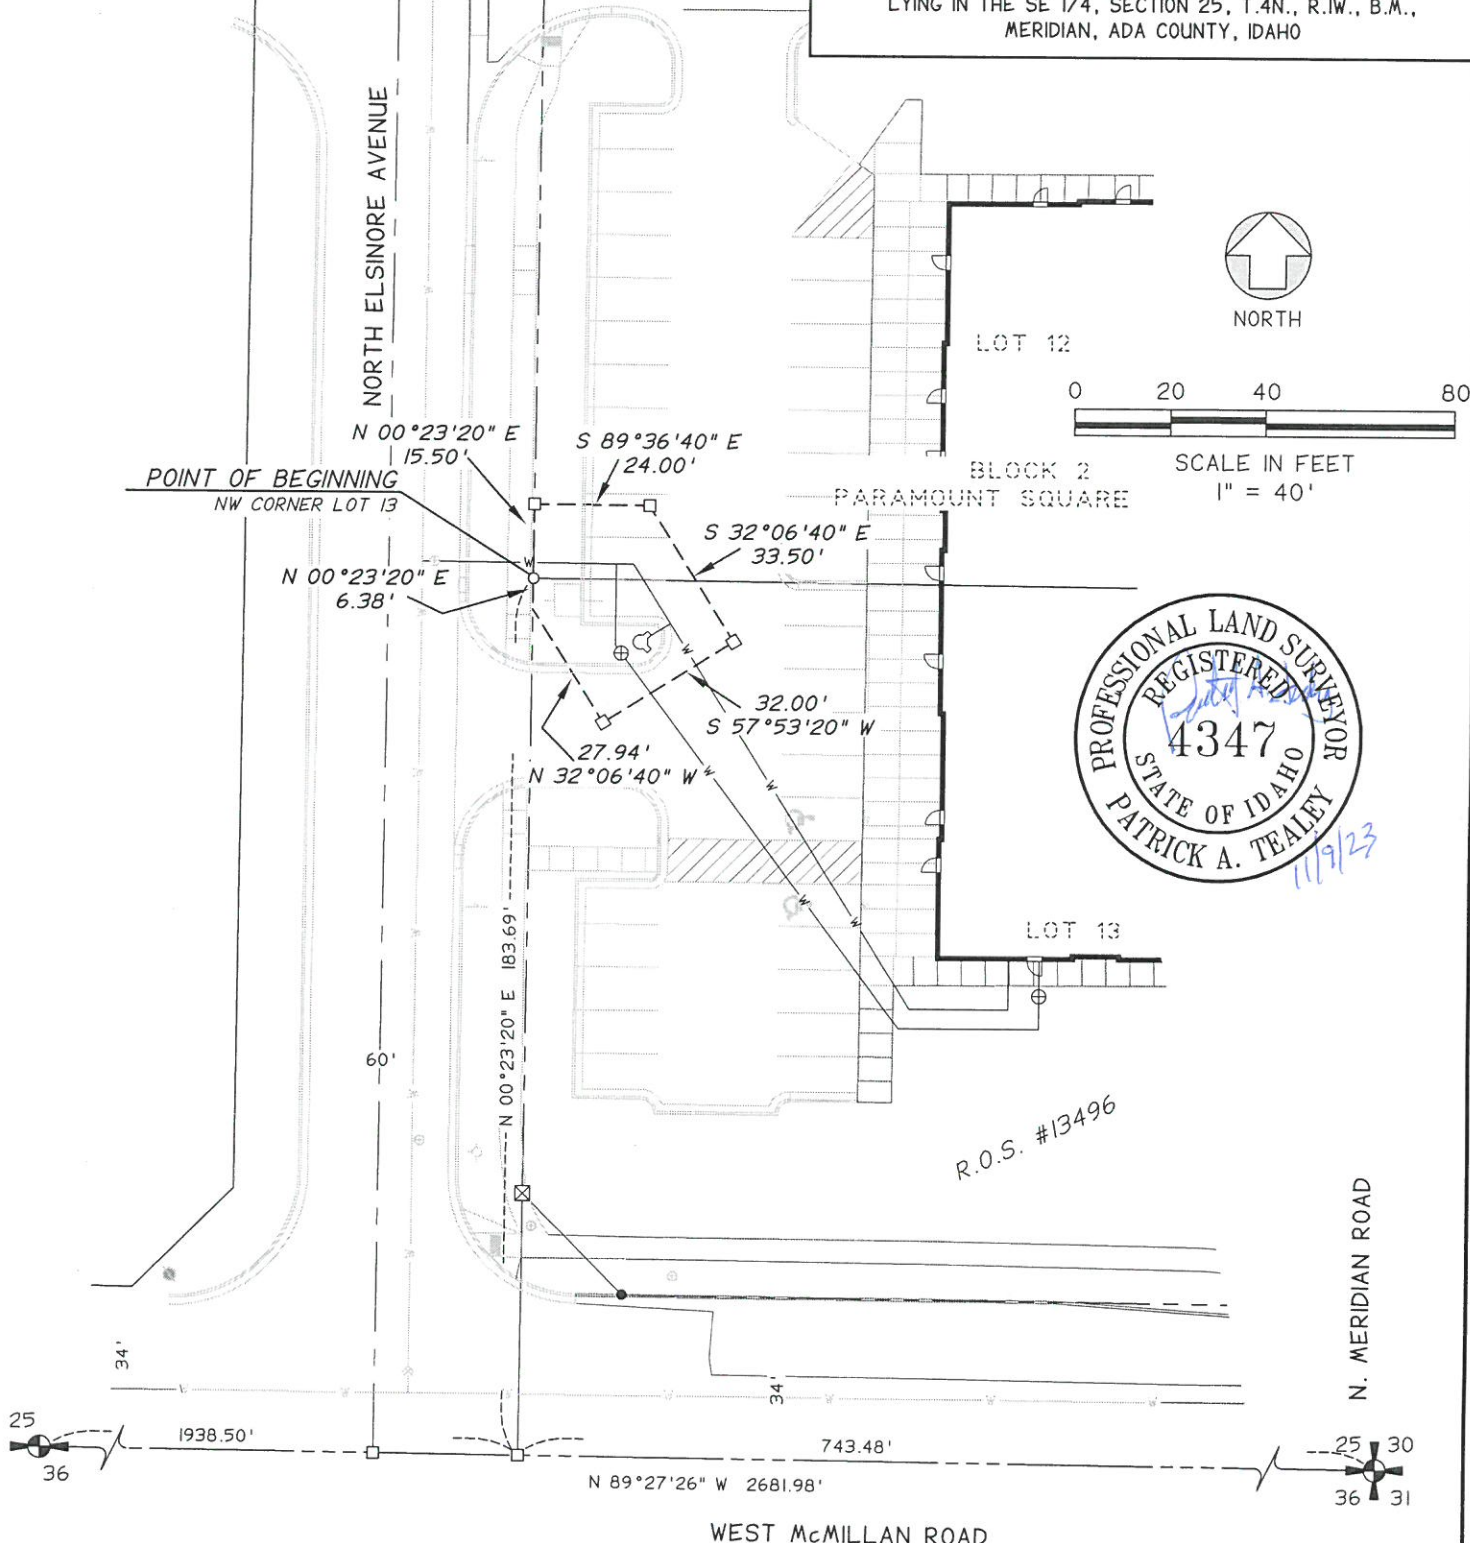 LYING IN THE SE 1/4, SECTION 25, T.4N., R.1W., B.M.,
MERIDIAN, ADA COUNTY, IDAHO
NORTH ELSINORE AVENUE
NORTH
LOT 12
0 20 40 80
SCALE IN FEET
1" = 40'
N 00°23'20" E
15.50'
S 89°36'40" E
24.00'
POINT OF BEGINNING
NW CORNER LOT 13
BLOCK 2
PARAMOUNT SQUARE
S 32°06'40" E
33.50'
N 00°23'20" E
6.38'
32.00'
S 57°53'20" W
27.94'
N 32°06'40" W
PROFESSIONAL LAND SURVEYOR
REGISTERED
4347
STATE OF IDAHO
PATRICK A. TEALEY
11/9/23
LOT 13
N 00°23'20" E 183.69'
60'
R.O.S. #13496
N. MERIDIAN ROAD
34'
34'
25
36
1938.50'
743.48'
N 89°27'26" W 2681.98'
25 30
36 31
WEST McMILLAN ROAD